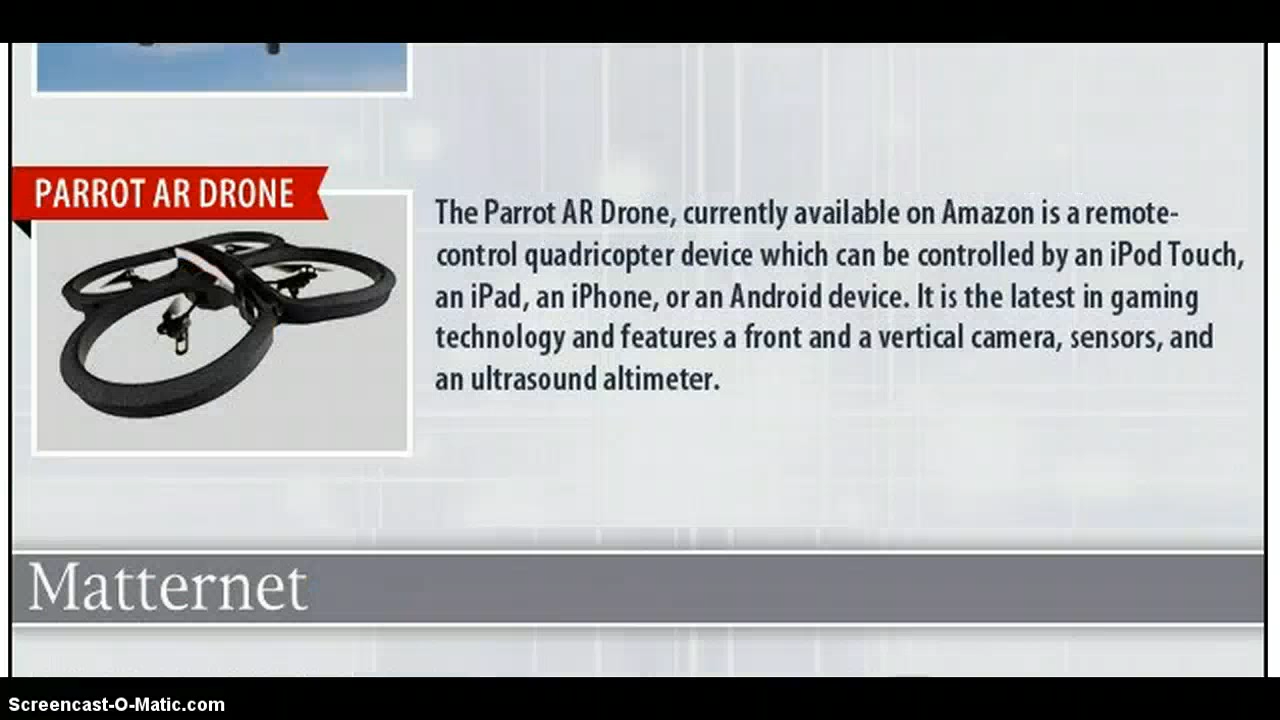 PARROT AR DRONE
The Parrot AR Drone, currently available on Amazon is a remote-
control quadricopter device which can be controlled by an iPod Touch,
an iPad, an iPhone, or an Android device. It is the latest in gaming
technology and features a front and a vertical camera, sensors, and
an ultrasound altimeter.
Matternet
Screencast-O-Matic.com